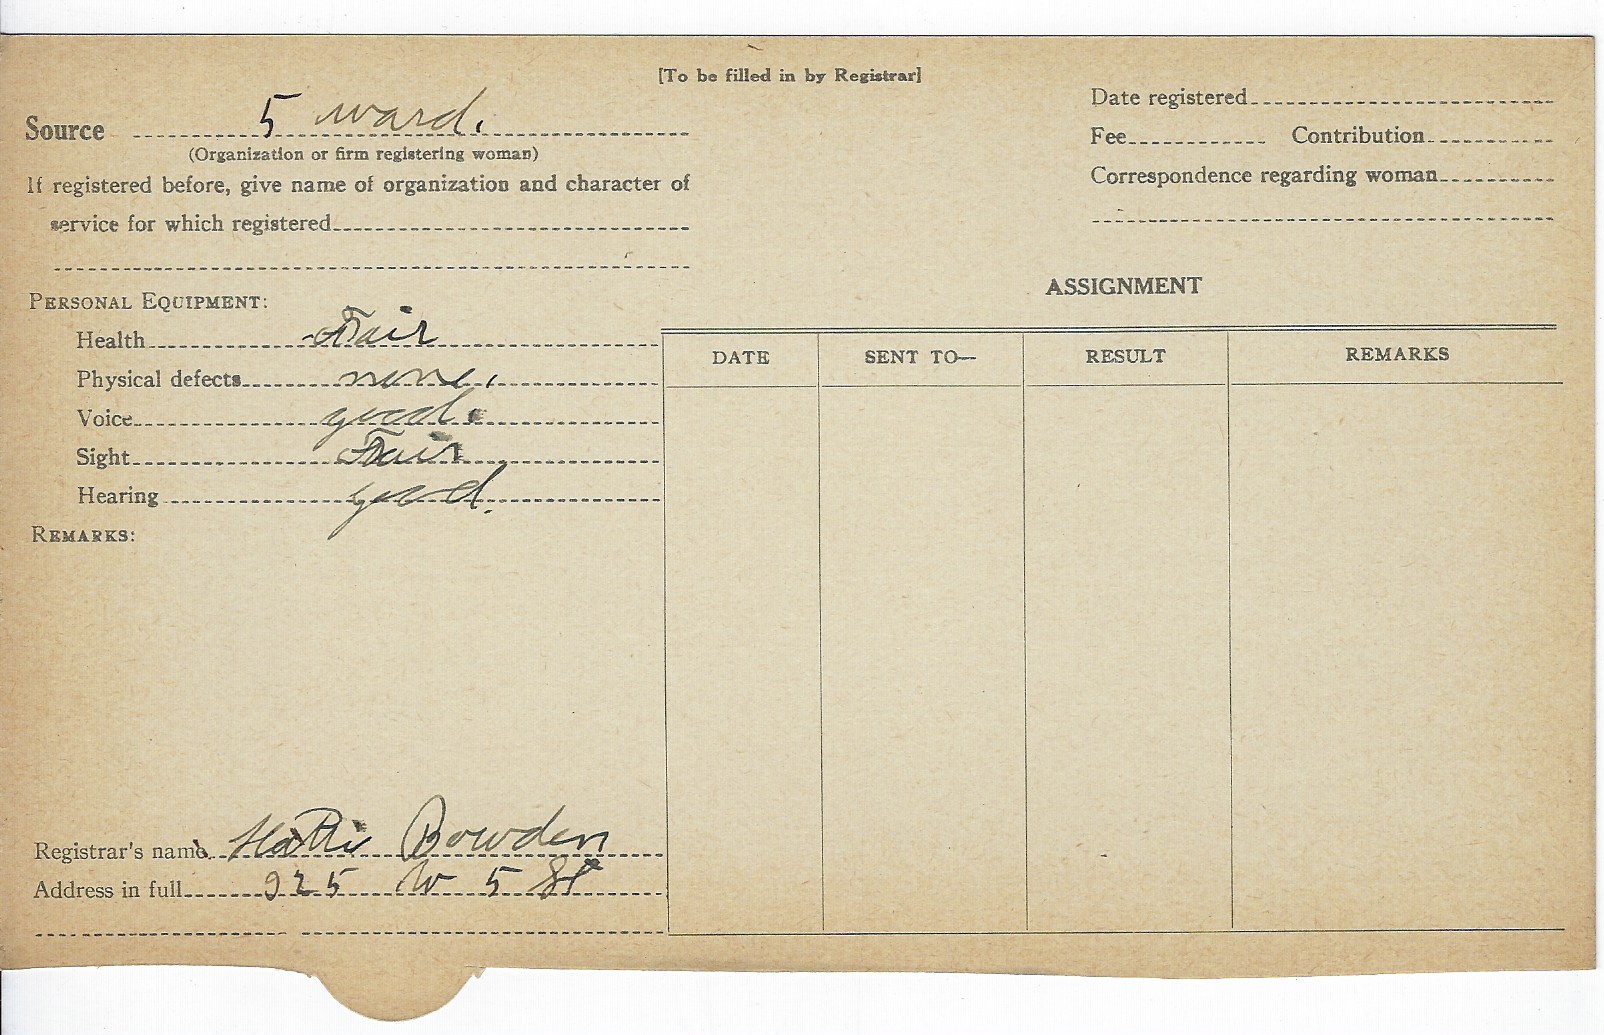 [To be filled in by Registrar]
Source 5 ward.
(Organization or firm registering woman)
If registered before, give name of organization and character of
service for which registered
Date registered
Fee Contribution
Correspondence regarding woman
PERSONAL EQUIPMENT:
Health Fair
Physical defects none.
Voice good.
Sight Fair
Hearing good.
REMARKS:
Registrar's name Hattie Bowden
Address in full 925 W 5 St
ASSIGNMENT
DATE SENT TO— RESULT REMARKS